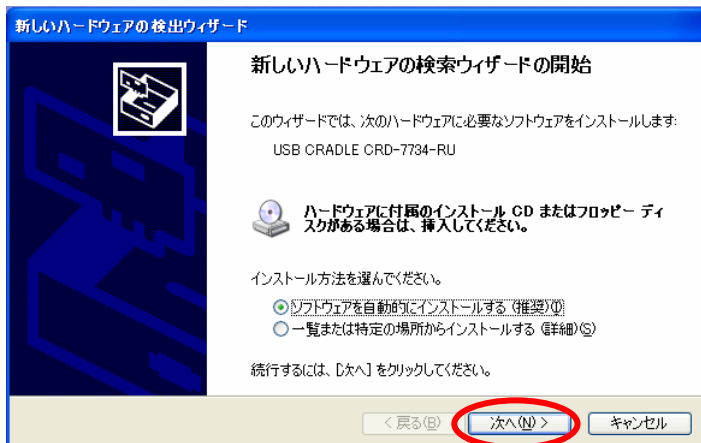 新しいハードウェアの検出ウィザード
新しいハードウェアの検索ウィザードの開始
このウィザードでは、次のハードウェアに必要なソフトウェアをインストールします:
USB CRADLE CRD-7734-RU
ハードウェアに付属のインストール CD またはフロッピー ディ
スクがある場合は、挿入してください。
インストール方法を選んでください。
ソフトウェアを自動的にインストールする (推奨)(I)
一覧または特定の場所からインストールする (詳細)(S)
続行するには、[次へ] をクリックしてください。
< 戻る(B) 次へ(N) > キャンセル